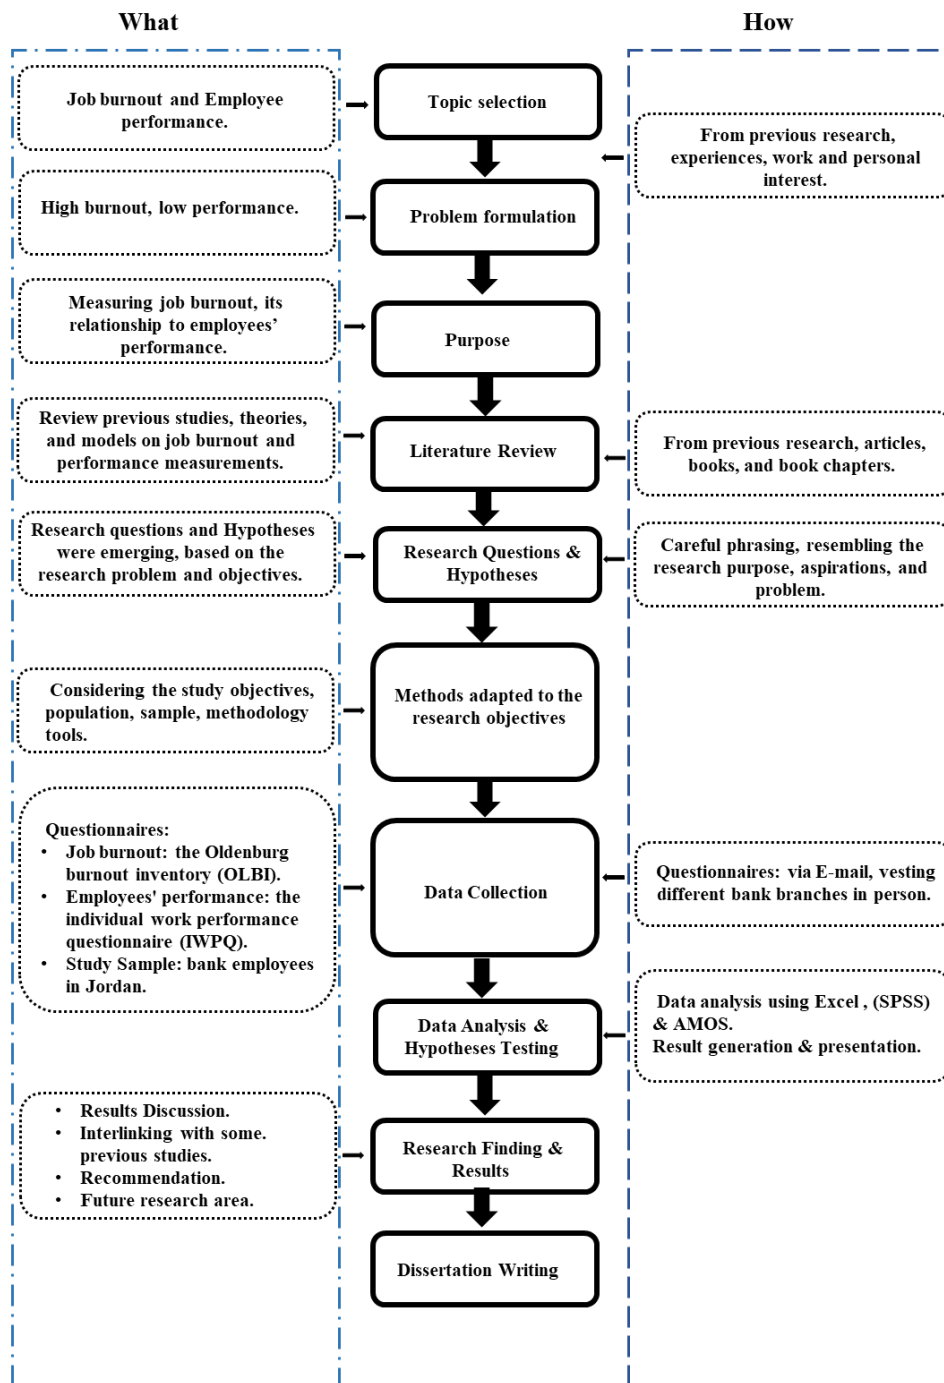 What
How
Job burnout and Employee
performance.
Topic selection
From previous research,
experiences, work and personal
interest.
High burnout, low performance.
Problem formulation
Measuring job burnout, its
relationship to employees’
performance.
Purpose
Review previous studies, theories,
and models on job burnout and
performance measurements.
Literature Review
From previous research, articles,
books, and book chapters.
Research questions and Hypotheses
were emerging, based on the
research problem and objectives.
Research Questions &
Hypotheses
Careful phrasing, resembling the
research purpose, aspirations, and
problem.
Considering the study objectives,
population, sample, methodology
tools.
Methods adapted to the
research objectives
Questionnaires:
• Job burnout: the Oldenburg
burnout inventory (OLBI).
• Employees' performance: the
individual work performance
questionnaire (IWPQ).
• Study Sample: bank employees
in Jordan.
Data Collection
Questionnaires: via E-mail, vesting
different bank branches in person.
Data Analysis &
Hypotheses Testing
Data analysis using Excel , (SPSS)
& AMOS.
Result generation & presentation.
• Results Discussion.
• Interlinking with some.
previous studies.
• Recommendation.
• Future research area.
Research Finding &
Results
Dissertation Writing